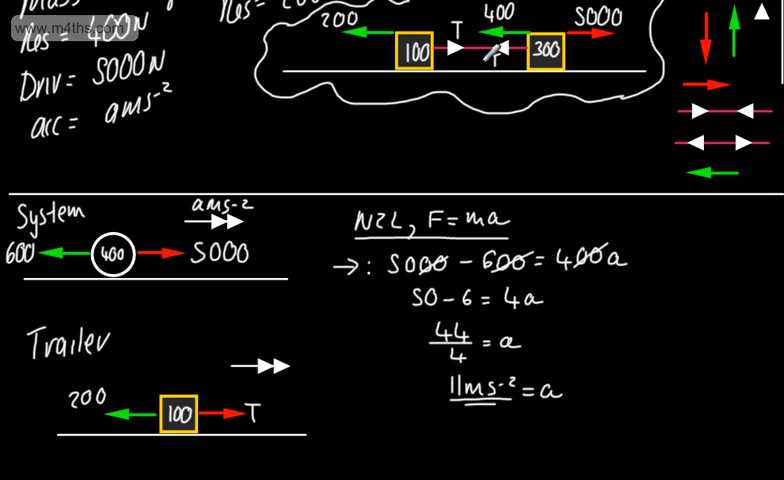 www.m4ths.com
Res = 400N
Driv = 5000N
acc = ams-2
200 T 400 5000
100 T 300
System
ams-2
600 400 5000
N2L, F=ma
→: 5000 - 600 = 400a
50 - 6 = 4a
44/4 = a
11ms-2 = a
Trailer
200 100 T